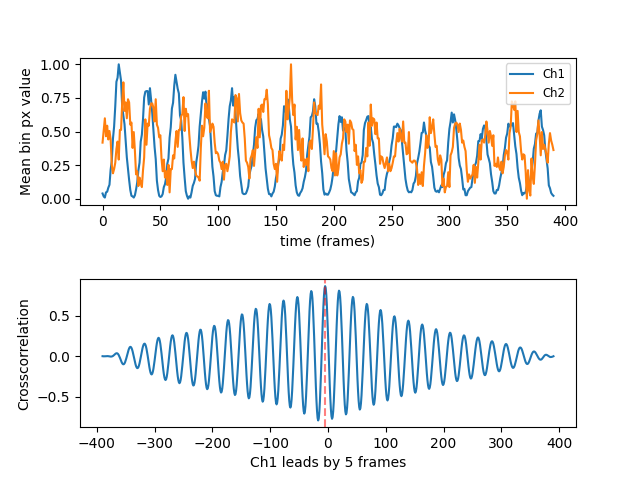 1.00
0.75
0.50
0.25
0.00
Mean bin px value
Ch1
Ch2
0 50 100 150 200 250 300 350 400
time (frames)
0.5
0.0
−0.5
Crosscorrelation
−400 −300 −200 −100 0 100 200 300 400
Ch1 leads by 5 frames